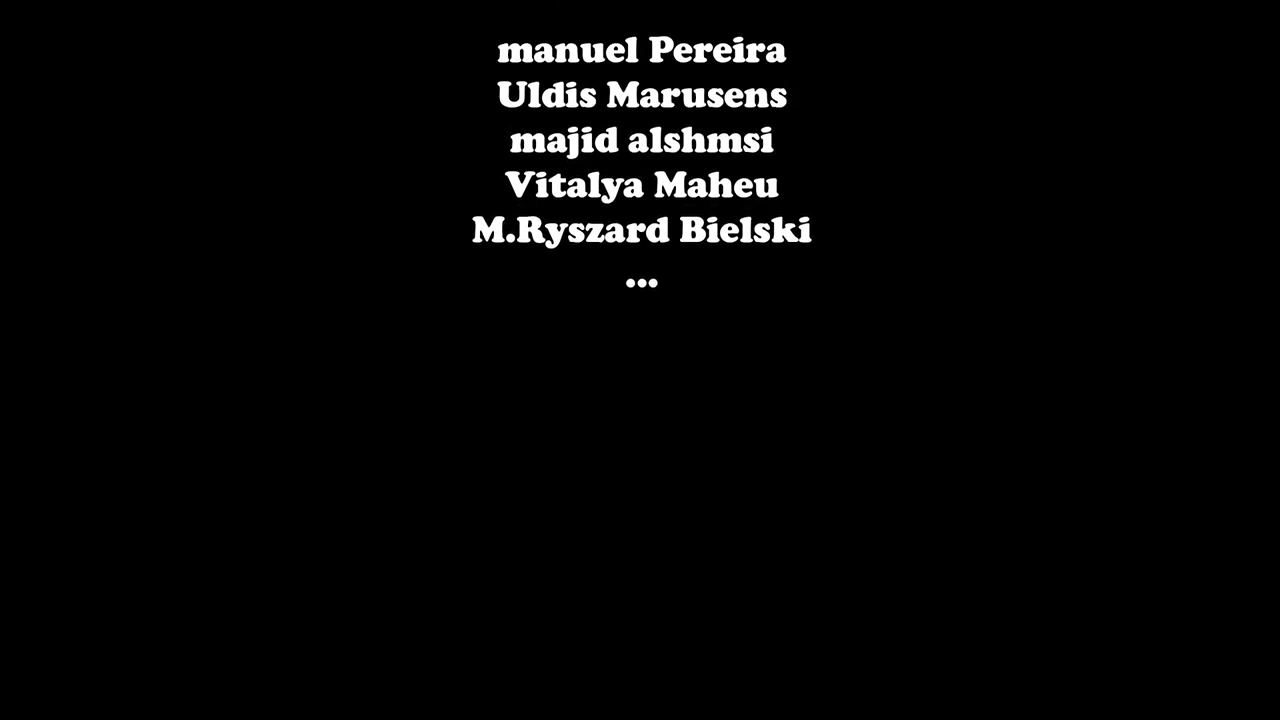 manuel Pereira
Uldis Marusens
majid alshmsi
Vitalya Maheu
M.Ryszard Bielski
...